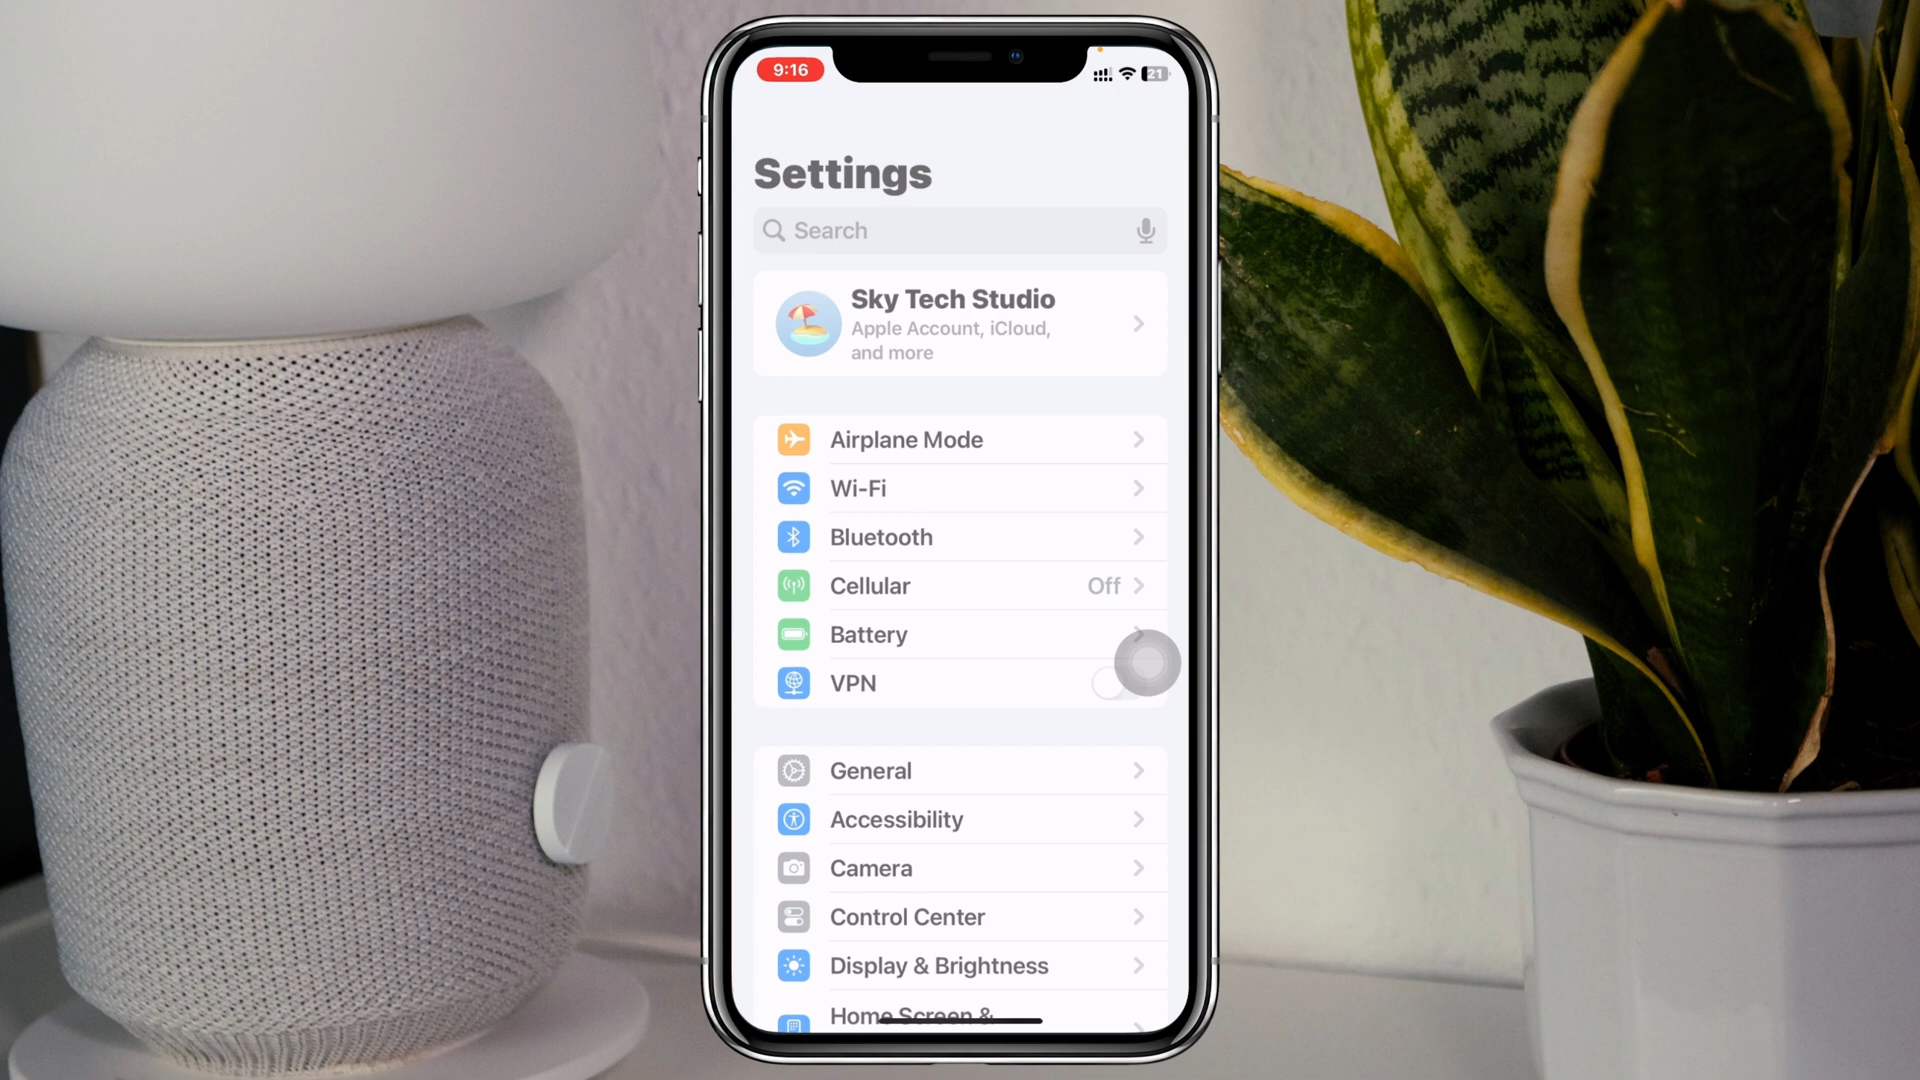 9:16
21
Settings
Search
Sky Tech Studio
Apple Account, iCloud,
and more
Airplane Mode
Wi-Fi
Bluetooth
Cellular Off
Battery
VPN
General
Accessibility
Camera
Control Center
Display & Brightness
Home Screen &